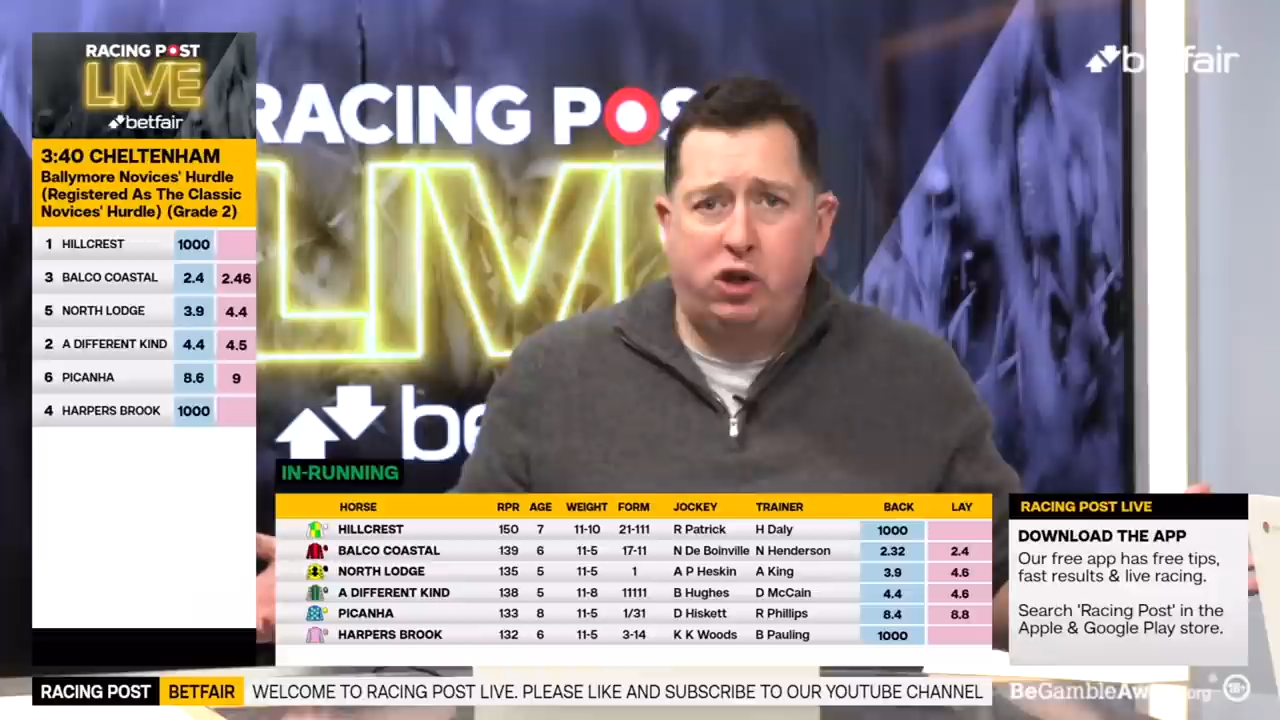 RACING POST
LIVE
betfair
3:40 CHELTENHAM
Ballymore Novices' Hurdle
(Registered As The Classic
Novices' Hurdle) (Grade 2)
1 HILLCREST 1000
3 BALCO COASTAL 2.4 2.46
5 NORTH LODGE 3.9 4.4
2 A DIFFERENT KIND 4.4 4.5
6 PICANHA 8.6 9
4 HARPERS BROOK 1000
betfair
RACING POS
LIV
be
IN-RUNNING
HORSE RPR AGE WEIGHT FORM JOCKEY TRAINER BACK LAY
HILLCREST 150 7 11-10 21-111 R Patrick H Daly 1000
BALCO COASTAL 139 6 11-5 17-11 N De Boinville N Henderson 2.32 2.4
NORTH LODGE 135 5 11-5 1 A P Heskin A King 3.9 4.6
A DIFFERENT KIND 138 5 11-8 11111 B Hughes D McCain 4.4 4.6
PICANHA 133 8 11-5 1/31 D Hiskett R Phillips 8.4 8.8
HARPERS BROOK 132 6 11-5 3-14 K K Woods B Pauling 1000
RACING POST LIVE
DOWNLOAD THE APP
Our free app has free tips,
fast results & live racing.
Search 'Racing Post' in the
Apple & Google Play store.
RACING POST BETFAIR WELCOME TO RACING POST LIVE. PLEASE LIKE AND SUBSCRIBE TO OUR YOUTUBE CHANNEL
BeGambleAware.org 18+